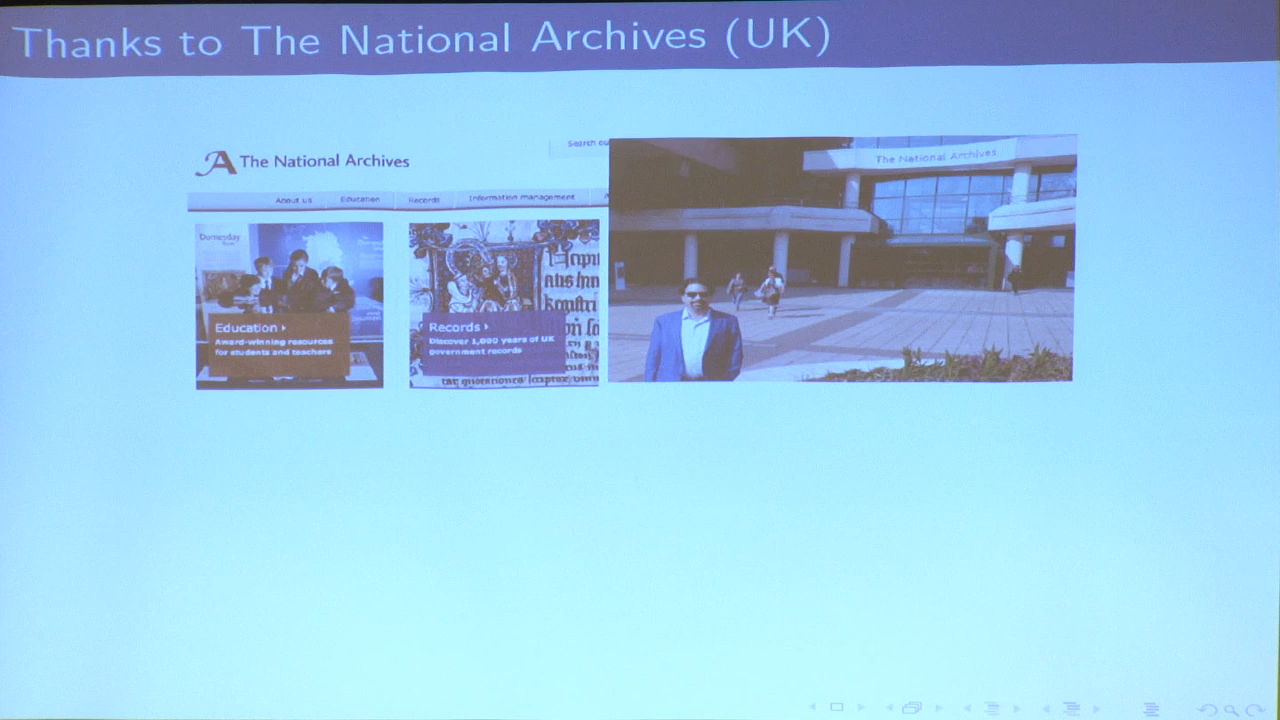 Thanks to The National Archives (UK)
The National Archives
Search ou
About us Education Records Information management
The National Archives
Domesday
Education
Award-winning resources
for students and teachers
Records
Discover 1,000 years of UK
government records